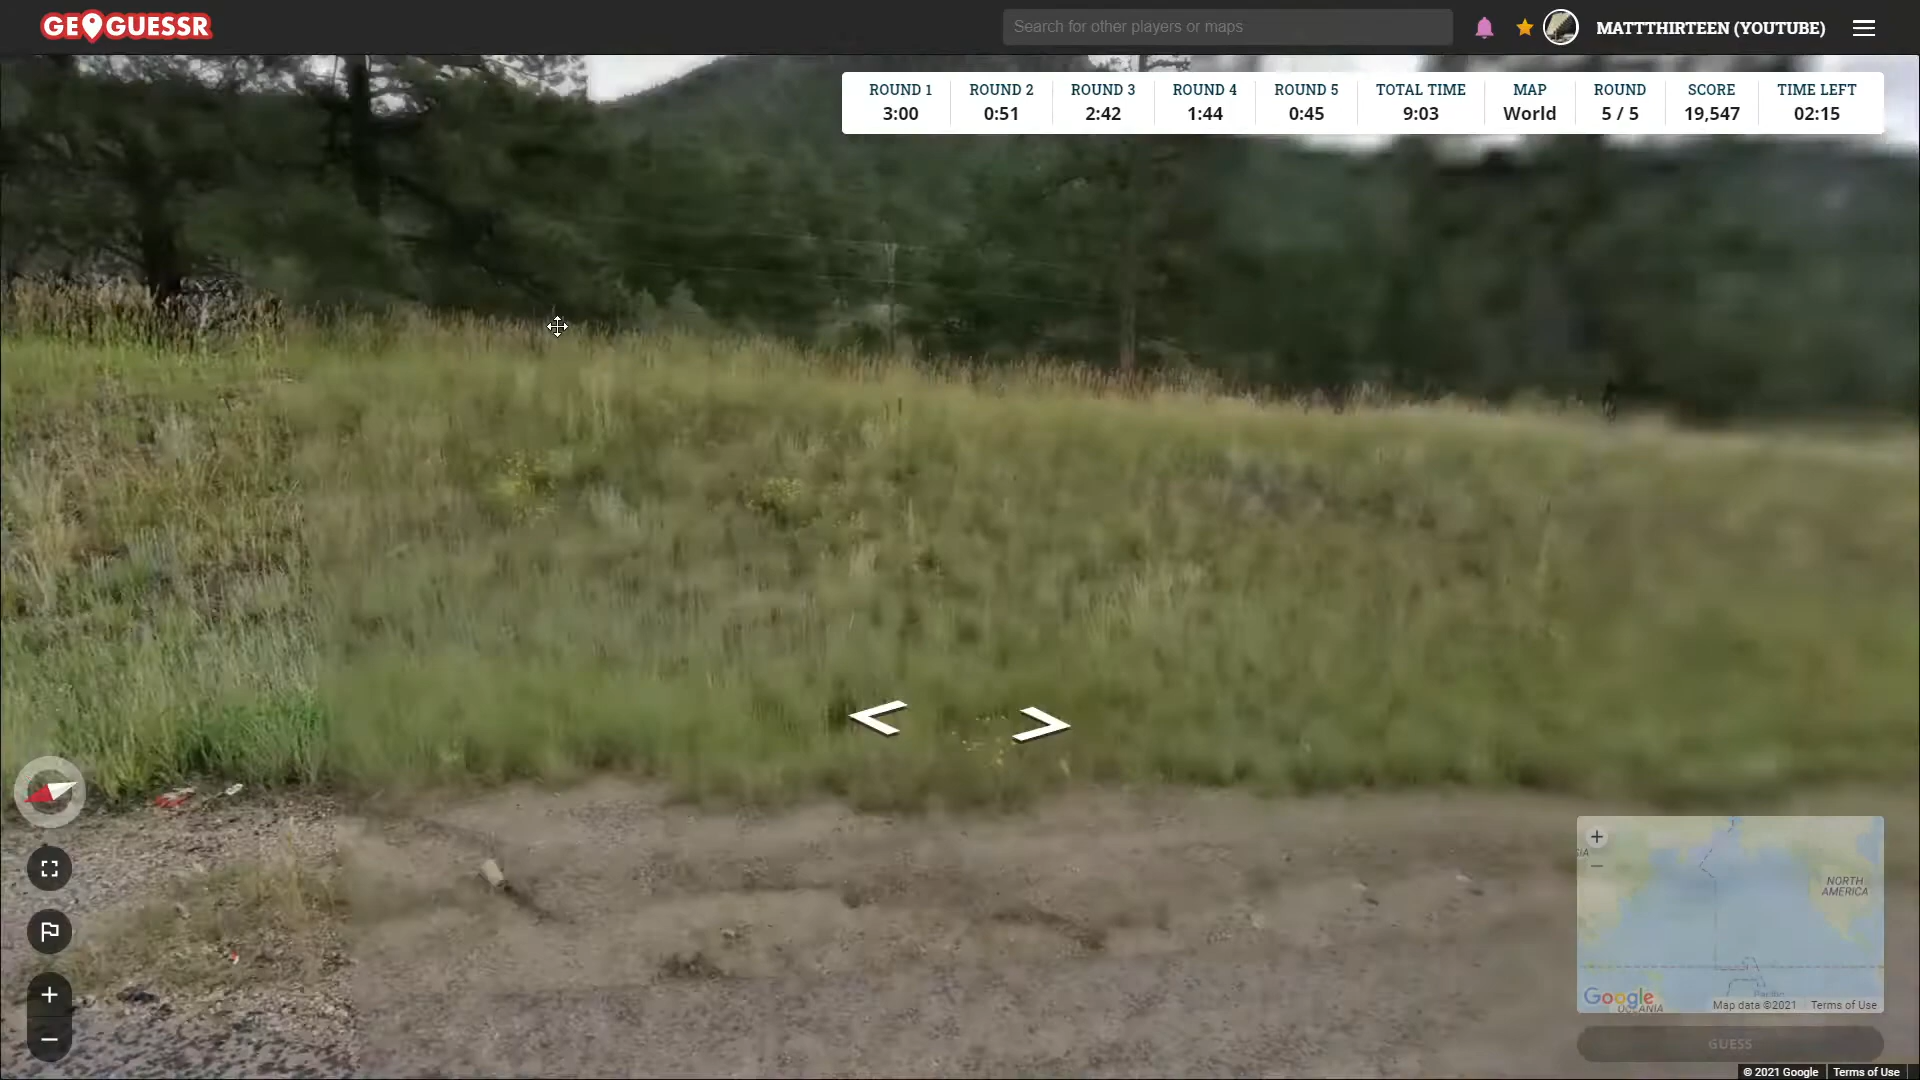 GEOGUESSR
Search for other players or maps
MATTTHIRTEEN (YOUTUBE)
ROUND 1 ROUND 2 ROUND 3 ROUND 4 ROUND 5 TOTAL TIME MAP ROUND SCORE TIME LEFT
3:00 0:51 2:42 1:44 0:45 9:03 World 5 / 5 19,547 02:15
NORTH
AMERICA
Google
Map data ©2021 Terms of Use
OCEANIA
GUESS
© 2021 Google Terms of Use